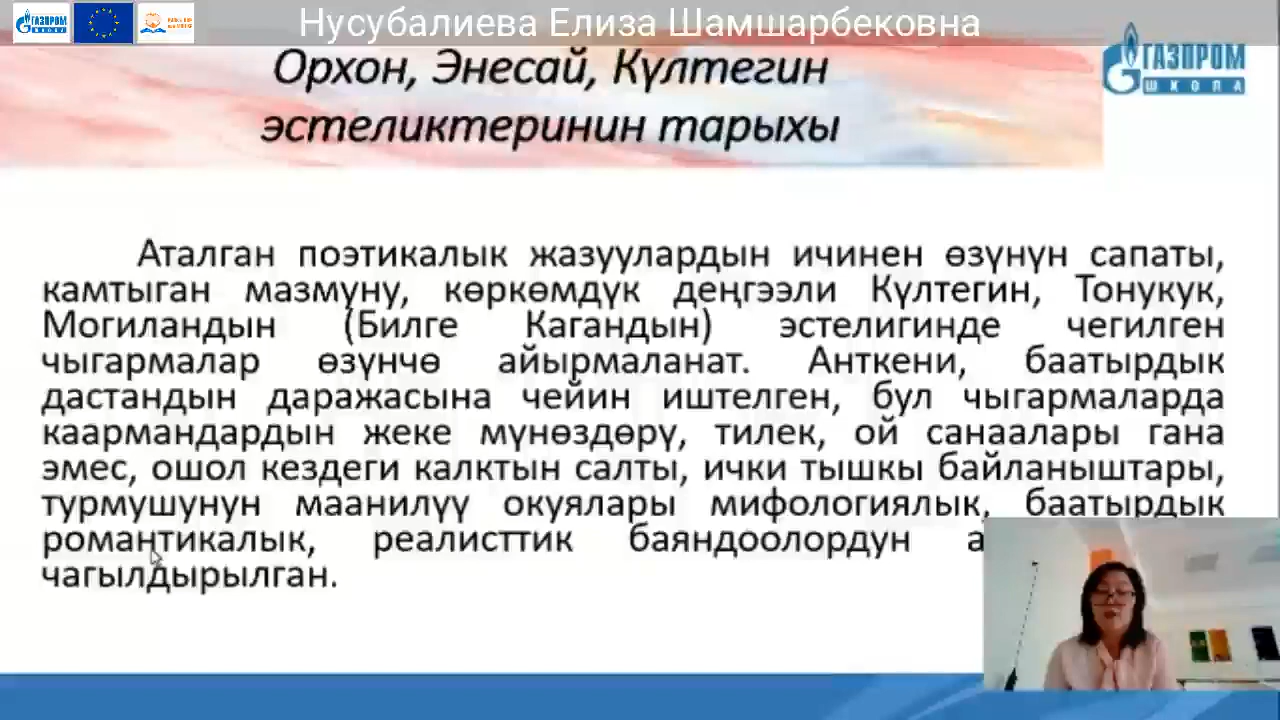 Нусубалиева Елиза Шамшарбековна
ГАЗПРОМ
ШКОЛА
ГАЗПРОМ
ШКОЛА
Орхон, Энесай, Күлтегин
эстеликтеринин тарыхы
Аталган поэтикалык жазуулардын ичинен өзүнүн сапаты,
камтыган мазмуну, көркөмдүк деңгээли Күлтегин, Тонукук,
Могиландын (Билге Кагандын) эстелигинде чегилген
чыгармалар өзүнчө айырмаланат. Анткени, баатырдык
дастандын даражасына чейин иштелген, бул чыгармаларда
каармандардын жеке мүнөздөрү, тилек, ой санаалары гана
эмес, ошол кездеги калктын салты, ички тышкы байланыштары,
турмушунун маанилүү окуялары мифологиялык, баатырдык
романтикалык, реалисттик баяндоолордун
чагылдырылган.